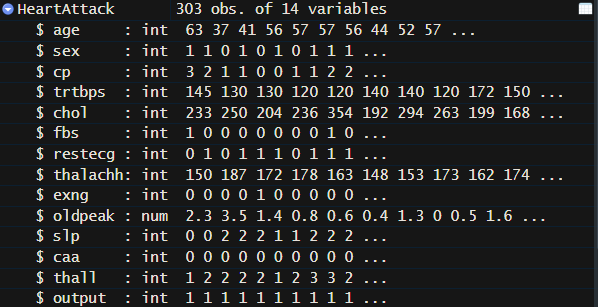 HeartAttack 303 obs. of 14 variables
$ age : int 63 37 41 56 57 57 56 44 52 57 ...
$ sex : int 1 1 0 1 0 1 0 1 1 1 ...
$ cp : int 3 2 1 1 0 0 1 1 2 2 ...
$ trtbps : int 145 130 130 120 120 140 140 120 172 150 ...
$ chol : int 233 250 204 236 354 192 294 263 199 168 ...
$ fbs : int 1 0 0 0 0 0 0 0 1 0 ...
$ restecg : int 0 1 0 1 1 1 0 1 1 1 ...
$ thalachh: int 150 187 172 178 163 148 153 173 162 174 ...
$ exng : int 0 0 0 0 1 0 0 0 0 0 ...
$ oldpeak : num 2.3 3.5 1.4 0.8 0.6 0.4 1.3 0 0.5 1.6 ...
$ slp : int 0 0 2 2 2 1 1 2 2 2 ...
$ caa : int 0 0 0 0 0 0 0 0 0 0 ...
$ thall : int 1 2 2 2 2 1 2 3 3 2 ...
$ output : int 1 1 1 1 1 1 1 1 1 1 ...